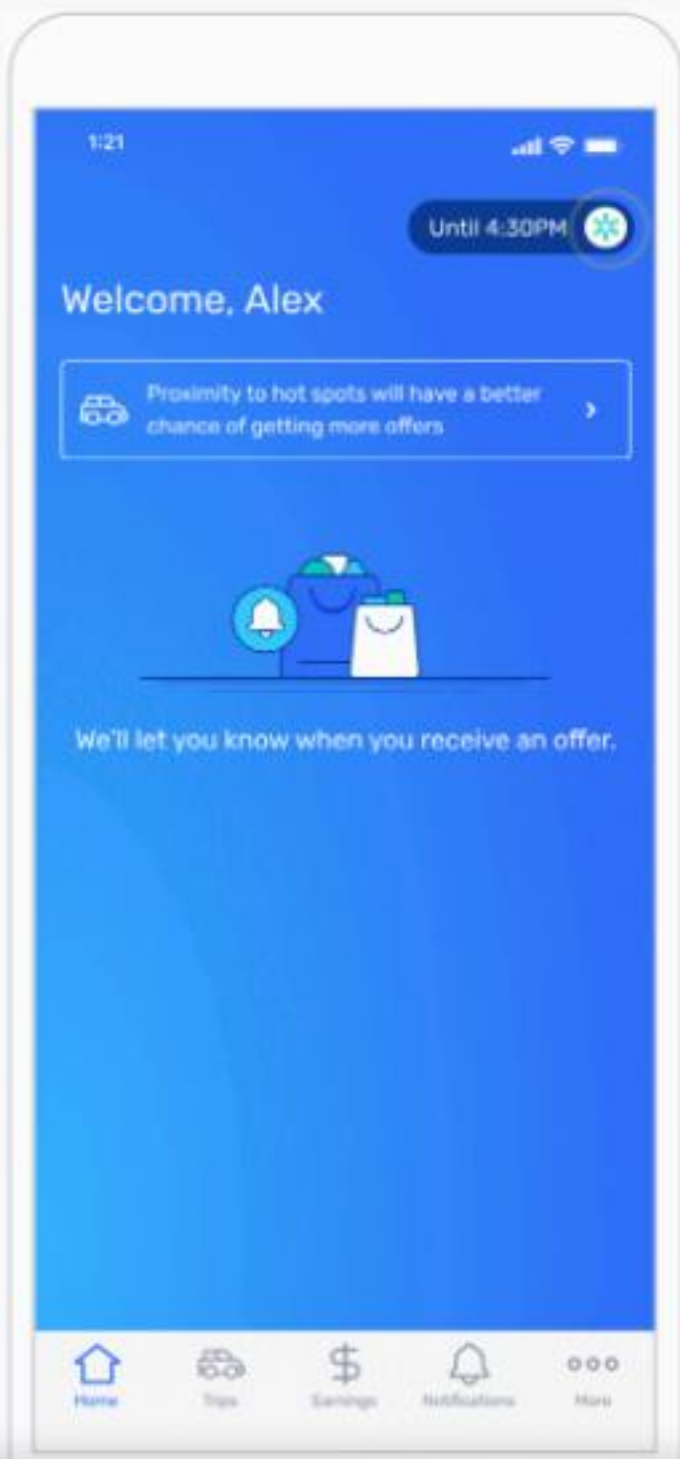 1:21
Until 4:30PM
Welcome, Alex
Proximity to hot spots will have a better
chance of getting more offers
We'll let you know when you receive an offer.
Home
Trips
Earnings
Notifications
More